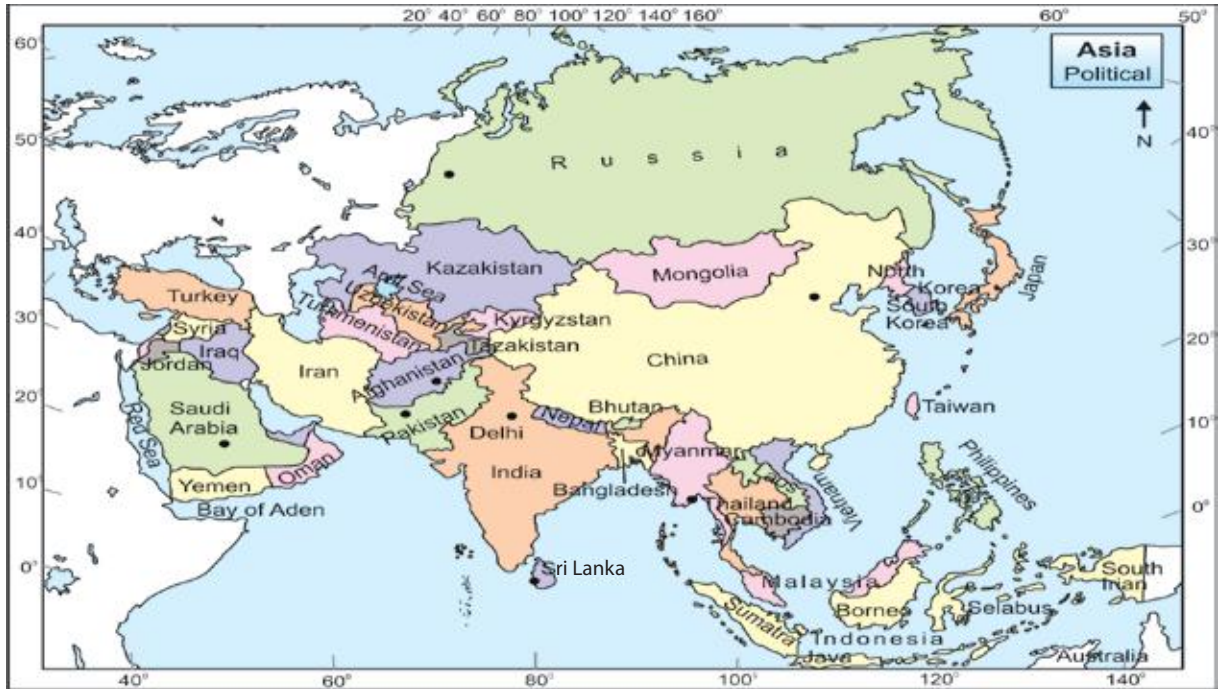 20° 40° 60° 80° 100° 120° 140° 160° 60° 50°
60°
Asia
Political
N
50°
40°
Russia
40°
30°
Kazakistan
Mongolia
North
Korea
South
Korea
Japan
Aral Sea
Turkey
Uzbekistan
Turkmenistan
Kyrgyzstan
Tazakistan
30°
20°
Syria
Iraq
Jordan
Iran
Afghanistan
China
20°
10°
Saudi
Arabia
Red Sea
Pakistan
Delhi
Nepal
Bhutan
Taiwan
India
Oman
Myanmar
Laos
Philippines
10°
0°
Yemen
Bangladesh
Thailand
Vietnam
Bay of Aden
Cambodia
0°
Sri Lanka
Malaysia
South
Irian
Sumatra
Borneo
Selabus
Indonesia
Java
Australia
40° 60° 80° 100° 120° 140°